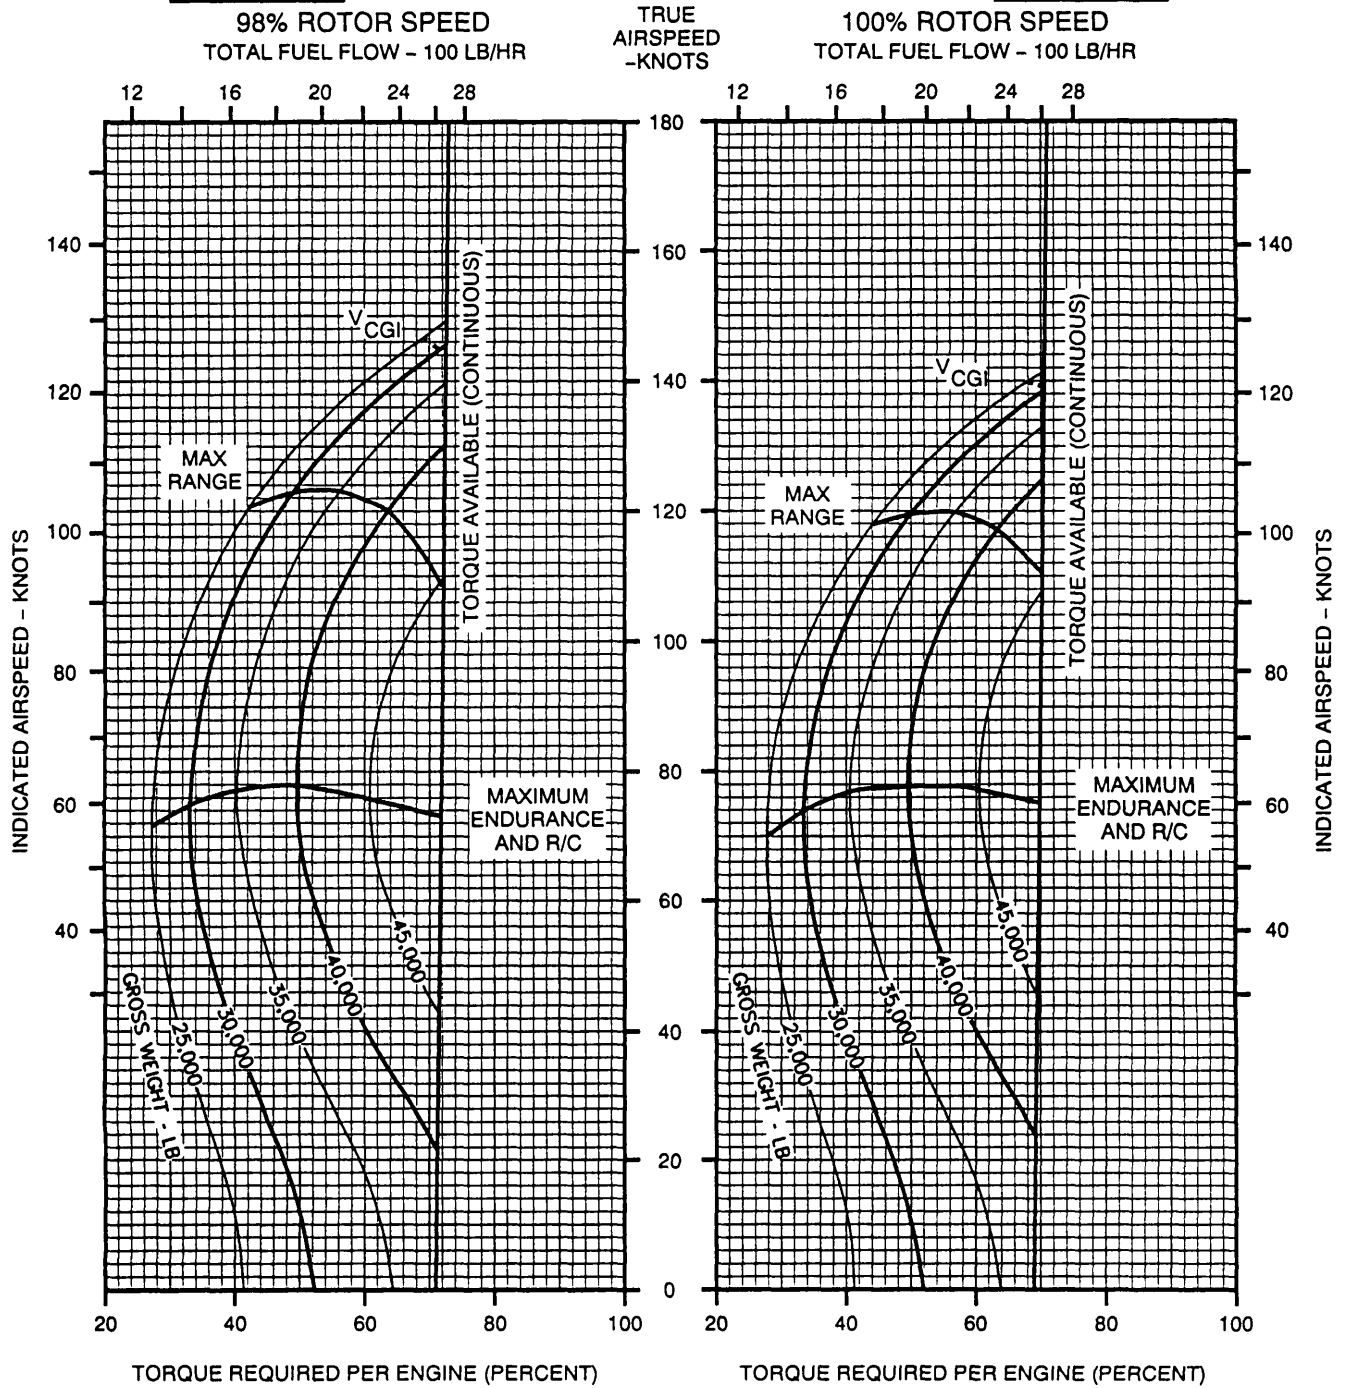 98% ROTOR SPEED
TOTAL FUEL FLOW – 100 LB/HR
12 16 20 24 28
TRUE
AIRSPEED
–KNOTS
100% ROTOR SPEED
TOTAL FUEL FLOW – 100 LB/HR
12 16 20 24 28
INDICATED AIRSPEED – KNOTS
140
120
100
80
60
40
V CGI
MAX
RANGE
TORQUE AVAILABLE (CONTINUOUS)
MAXIMUM
ENDURANCE
AND R/C
GROSS WEIGHT - LB
25,000
30,000
35,000
40,000
45,000
20 40 60 80 100
TORQUE REQUIRED PER ENGINE (PERCENT)
180
160
140
120
100
80
60
40
20
0
V CGI
MAX
RANGE
TORQUE AVAILABLE (CONTINUOUS)
MAXIMUM
ENDURANCE
AND R/C
GROSS WEIGHT - LB
25,000
30,000
35,000
40,000
45,000
20 40 60 80 100
TORQUE REQUIRED PER ENGINE (PERCENT)
140
120
100
80
60
40
INDICATED AIRSPEED – KNOTS